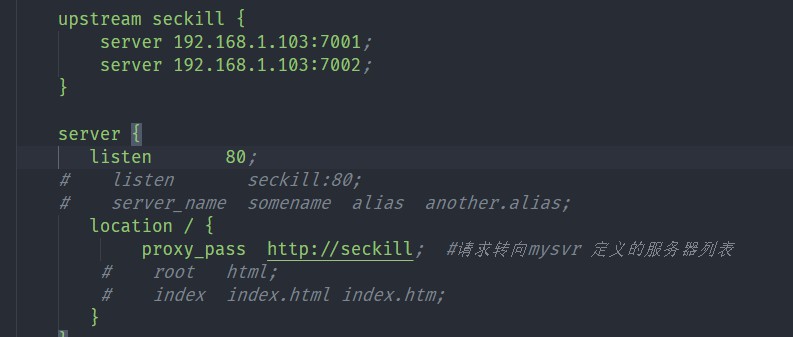 upstream seckill {
server 192.168.1.103:7001;
server 192.168.1.103:7002;
}
server {
listen 80;
# listen seckill:80;
# server_name somename alias another.alias;
location / {
proxy_pass http://seckill; #请求转向mysvr 定义的服务器列表
# root html;
# index index.html index.htm;
}
}